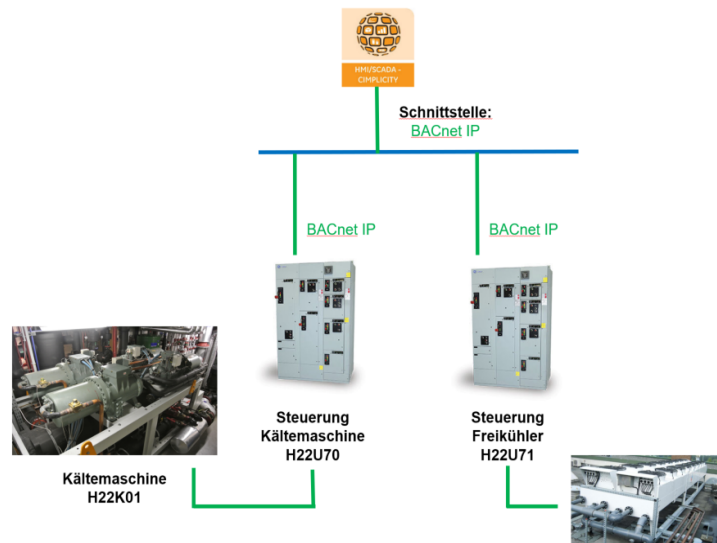 HMI/SCADA -
CIMPLICITY
Schnittstelle:
BACnet IP
BACnet IP
BACnet IP
Steuerung
Kältemaschine
H22U70
Steuerung
Freikühler
H22U71
Kältemaschine
H22K01